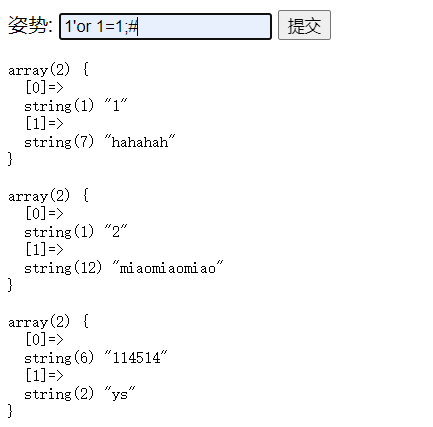 姿势: 1'or 1=1;# 提交
array(2) {
  [0]=>
  string(1) "1"
  [1]=>
  string(7) "hahahah"
}
array(2) {
  [0]=>
  string(1) "2"
  [1]=>
  string(12) "miaomiaomiao"
}
array(2) {
  [0]=>
  string(6) "114514"
  [1]=>
  string(2) "ys"
}